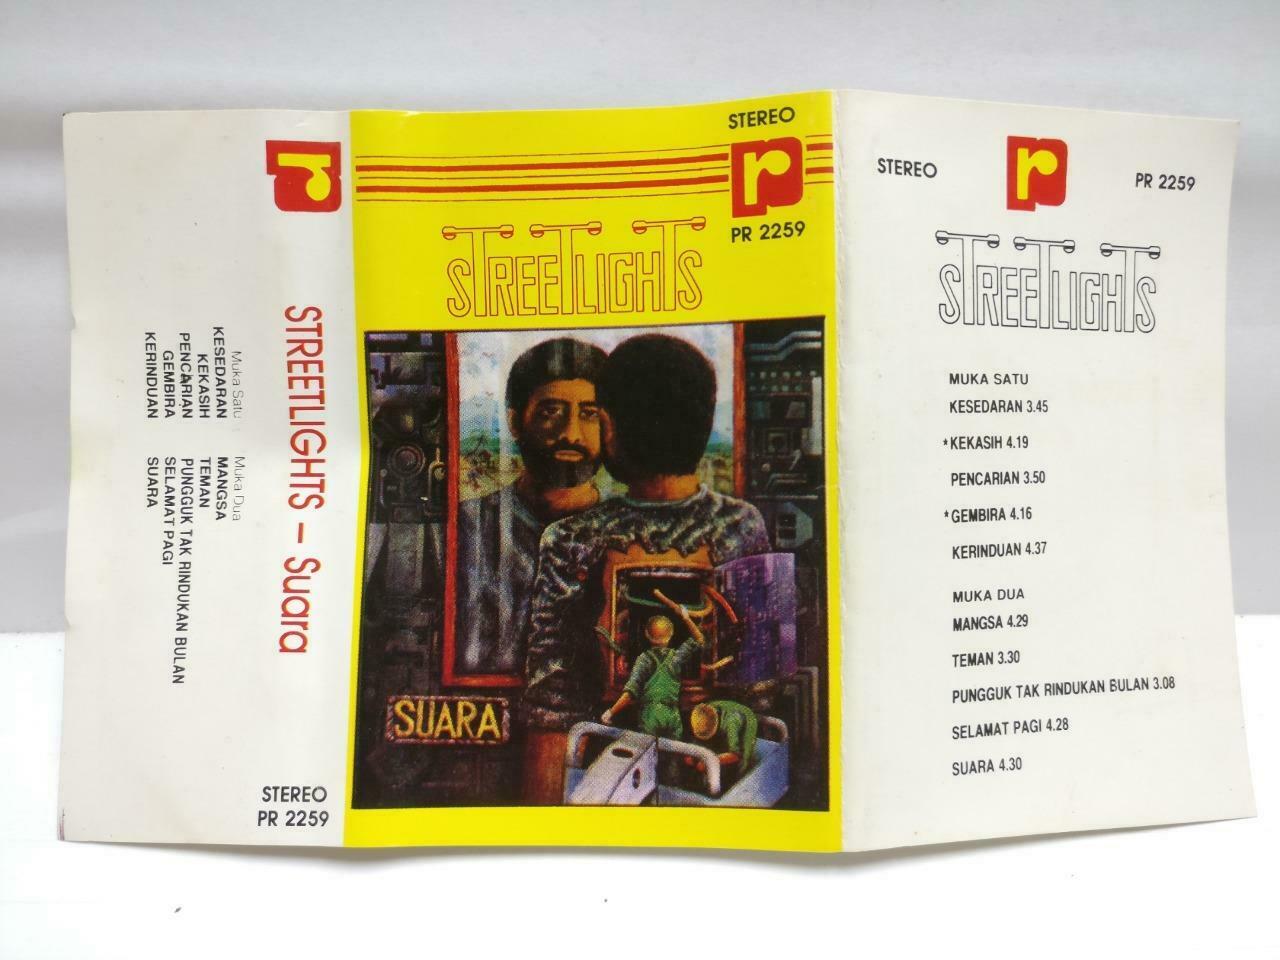 r
STREETLIGHTS – Suara
Muka Satu
KESEDARAN
KEKASIH
PENCARIAN
GEMBIRA
KERINDUAN
Muka Dua
MANGSA
TEMAN
PUNGGUK TAK RINDUKAN BULAN
SELAMAT PAGI
SUARA
STEREO
PR 2259
STEREO
r
PR 2259
STREETLIGHTS
SUARA
STEREO
r
PR 2259
STREETLIGHTS
MUKA SATU
KESEDARAN 3.45
*KEKASIH 4.19
PENCARIAN 3.50
*GEMBIRA 4.16
KERINDUAN 4.37
MUKA DUA
MANGSA 4.29
TEMAN 3.30
PUNGGUK TAK RINDUKAN BULAN 3.08
SELAMAT PAGI 4.28
SUARA 4.30